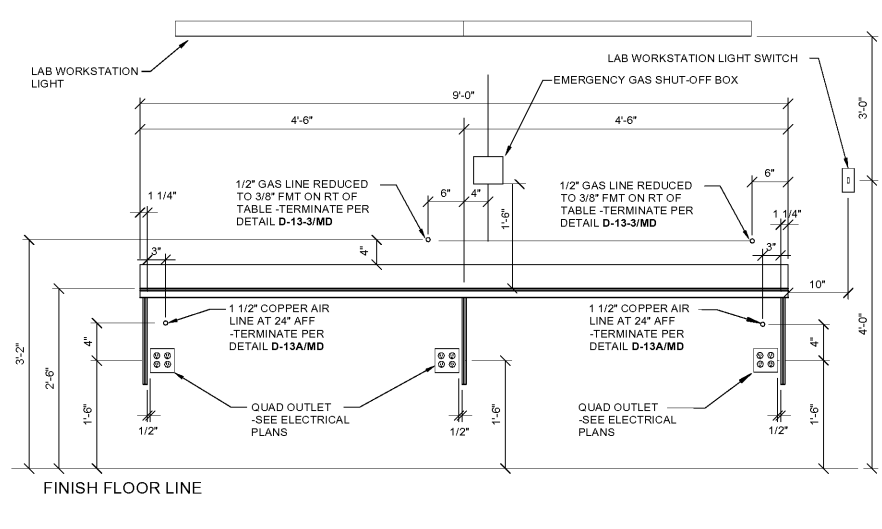 LAB WORKSTATION
LIGHT
LAB WORKSTATION LIGHT SWITCH
EMERGENCY GAS SHUT-OFF BOX
9'-0"
3'-0"
4'-6"
4'-6"
1/2" GAS LINE REDUCED
TO 3/8" FMT ON RT OF
TABLE -TERMINATE PER
DETAIL D-13-3/MD
1/2" GAS LINE REDUCED
TO 3/8" FMT ON RT OF
TABLE -TERMINATE PER
DETAIL D-13-3/MD
6"
1 1/4"
6"
4"
1'-6"
1 1/4"
3"
4"
3"
10"
1 1/2" COPPER AIR
LINE AT 24" AFF
-TERMINATE PER
DETAIL D-13A/MD
1 1/2" COPPER AIR
LINE AT 24" AFF
-TERMINATE PER
DETAIL D-13A/MD
4'-0"
3'-2"
2'-6"
4"
4"
1'-6"
1'-6"
1'-6"
QUAD OUTLET
-SEE ELECTRICAL
PLANS
QUAD OUTLET
-SEE ELECTRICAL
PLANS
1/2"
1/2"
1/2"
FINISH FLOOR LINE